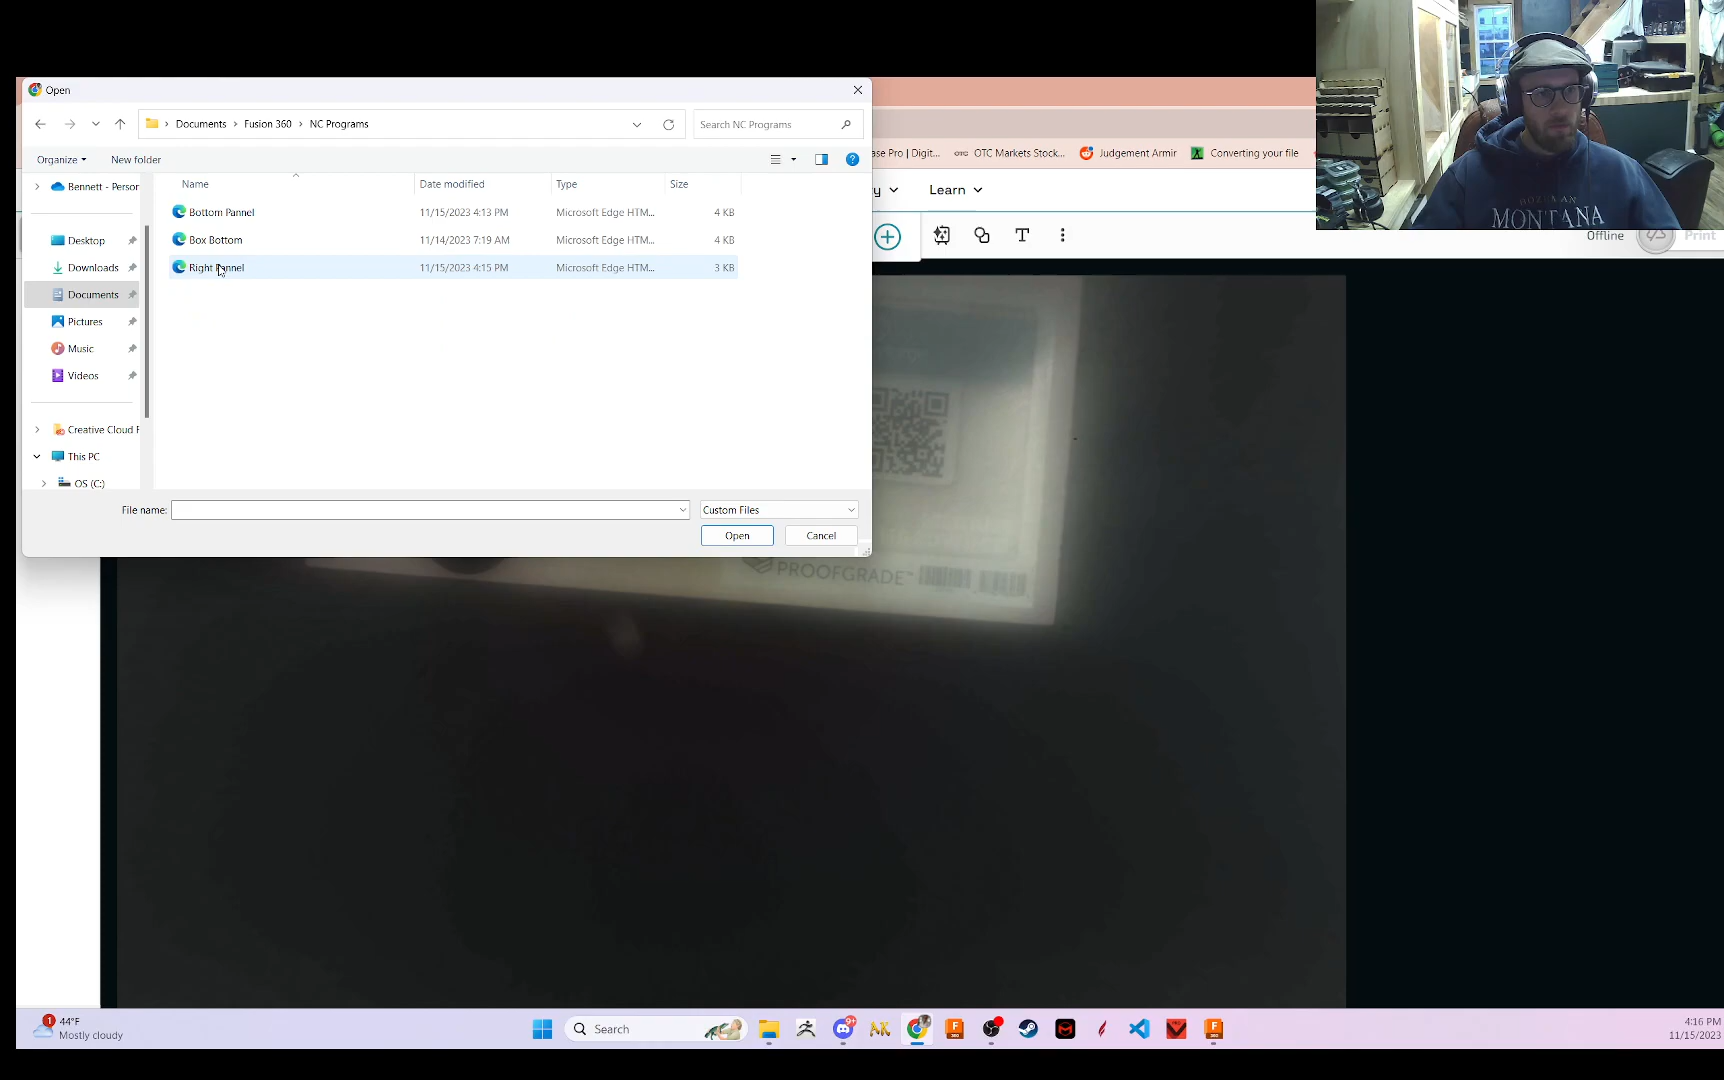 Open
Documents > Fusion 360 > NC Programs
Search NC Programs
Organize
New folder
Name
Date modified
Type
Size
Bennett - Person
Bottom Pannel
11/15/2023 4:13 PM
Microsoft Edge HTM...
4 KB
Box Bottom
11/14/2023 7:19 AM
Microsoft Edge HTM...
4 KB
Right Pannel
11/15/2023 4:15 PM
Microsoft Edge HTM...
3 KB
Desktop
Downloads
Documents
Pictures
Music
Videos
Creative Cloud F
This PC
OS (C:)
File name:
Custom Files
Open
Cancel
ase Pro | Digit...
OTC Markets Stock...
Judgement Armir
Converting your file
y
Learn
T
Offline
Print
MONTANA
PROOFGRADE™
1
44°F
Mostly cloudy
Search
9+
4:16 PM
11/15/2023